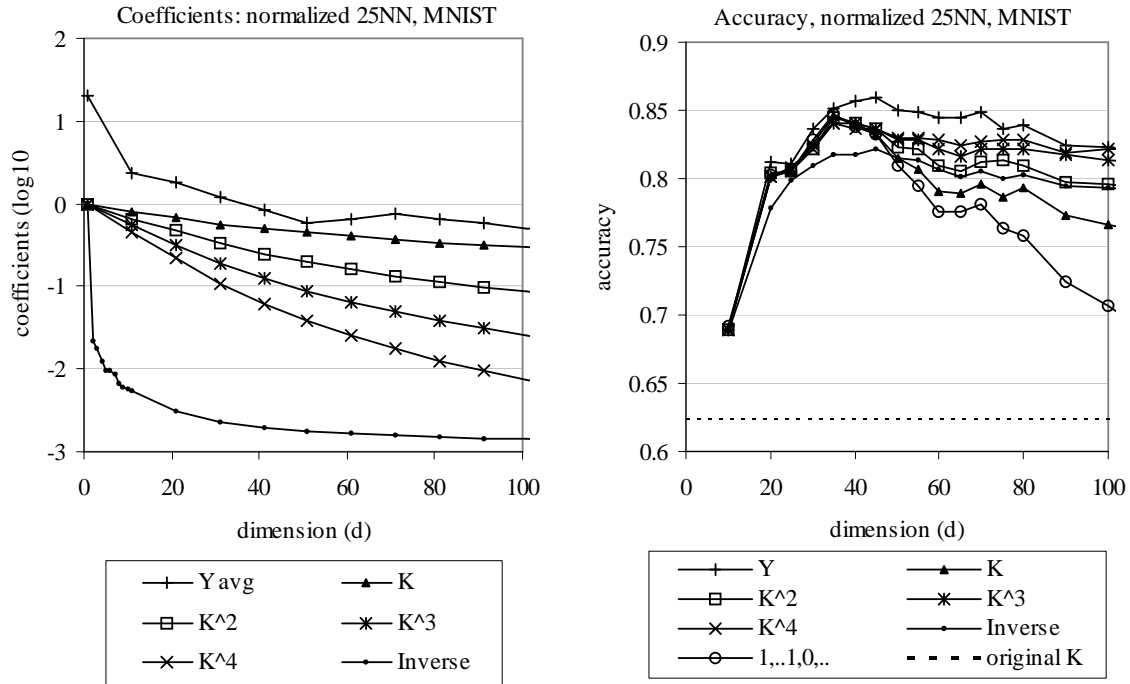 Coefficients: normalized 25NN, MNIST
2
1
0
-1
-2
-3
coefficients (log10
0 20 40 60 80 100
dimension (d)
Y avg K
K^2 K^3
K^4 Inverse
Accuracy, normalized 25NN, MNIST
0.9
0.85
0.8
0.75
0.7
0.65
0.6
accuracy
0 20 40 60 80 100
dimension (d)
Y K
K^2 K^3
K^4 Inverse
1,..1,0,.. original K